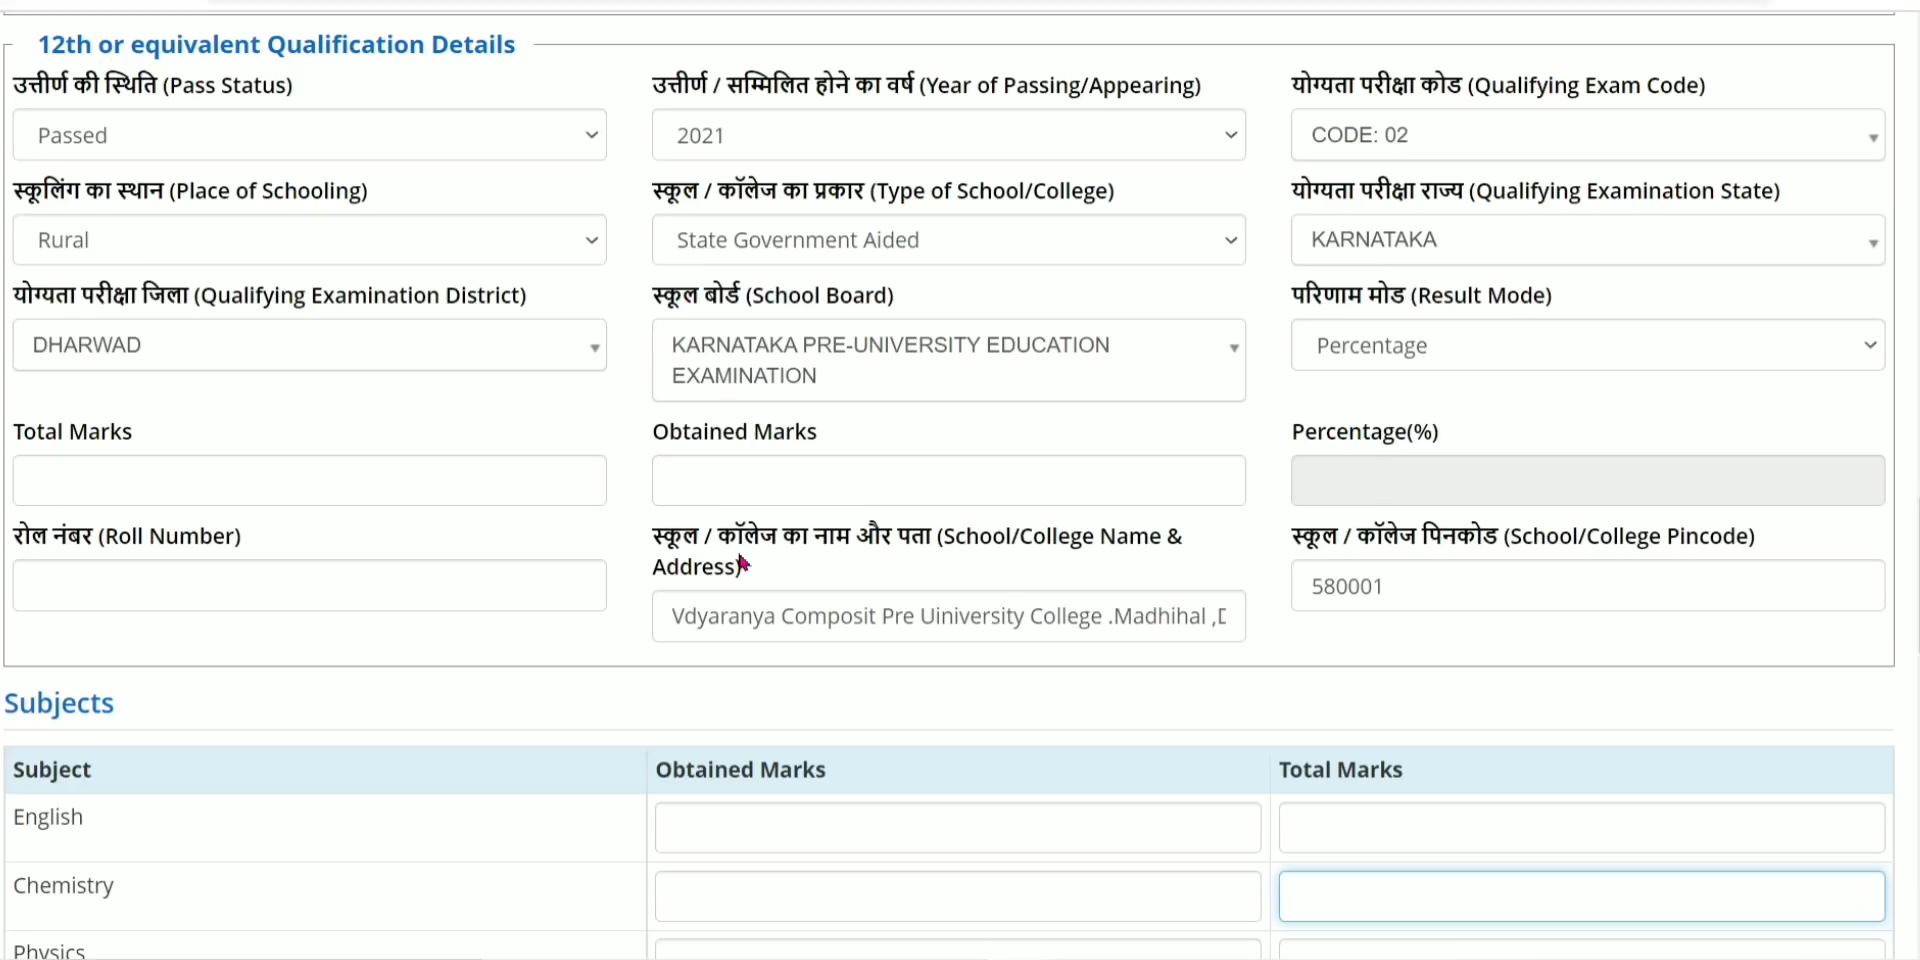 12th or equivalent Qualification Details
उत्तीर्ण की स्थिति (Pass Status)
उत्तीर्ण / सम्मिलित होने का वर्ष (Year of Passing/Appearing)
योग्यता परीक्षा कोड (Qualifying Exam Code)
Passed
2021
CODE: 02
स्कूलिंग का स्थान (Place of Schooling)
स्कूल / कॉलेज का प्रकार (Type of School/College)
योग्यता परीक्षा राज्य (Qualifying Examination State)
Rural
State Government Aided
KARNATAKA
योग्यता परीक्षा जिला (Qualifying Examination District)
स्कूल बोर्ड (School Board)
परिणाम मोड (Result Mode)
DHARWAD
KARNATAKA PRE-UNIVERSITY EDUCATION
EXAMINATION
Percentage
Total Marks
Obtained Marks
Percentage(%)
रोल नंबर (Roll Number)
स्कूल / कॉलेज का नाम और पता (School/College Name &
Address)
स्कूल / कॉलेज पिनकोड (School/College Pincode)
Vdyaranya Composit Pre Uiniversity College .Madhihal ,D
580001
Subjects
Subject
Obtained Marks
Total Marks
English
Chemistry
Physics